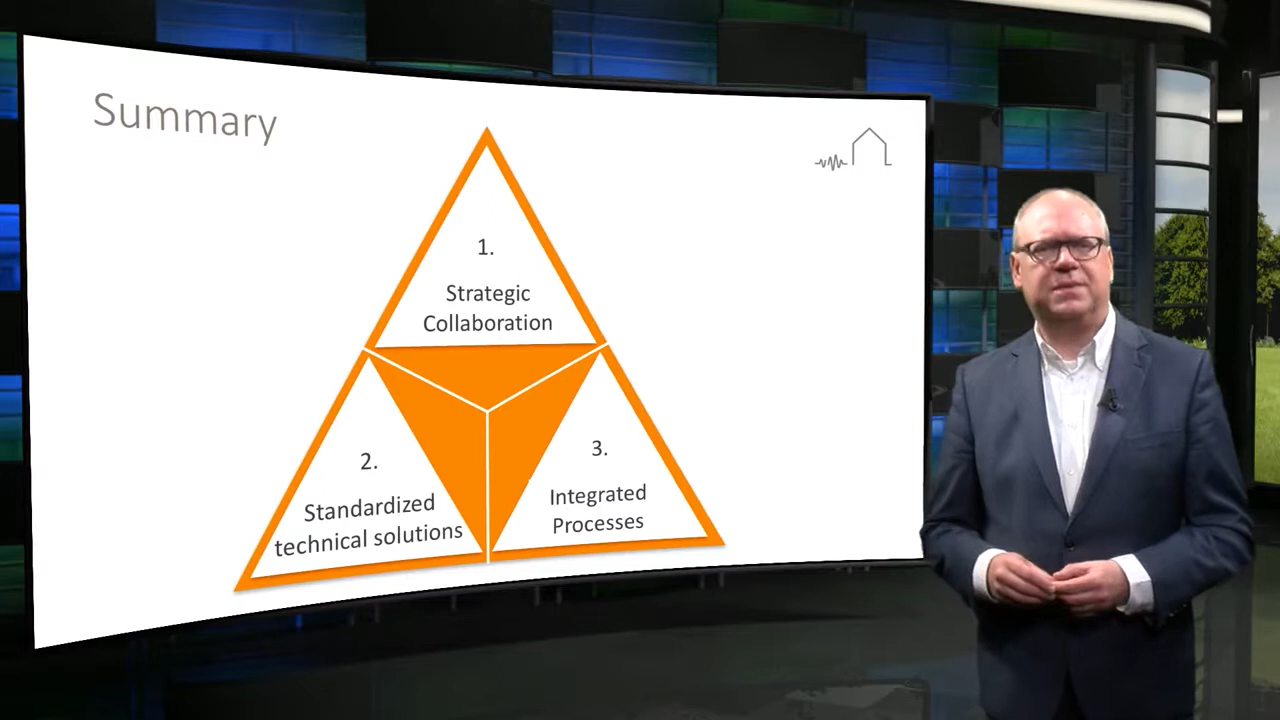 Summary
1.
Strategic
Collaboration
2.
Standardized
technical solutions
3.
Integrated
Processes